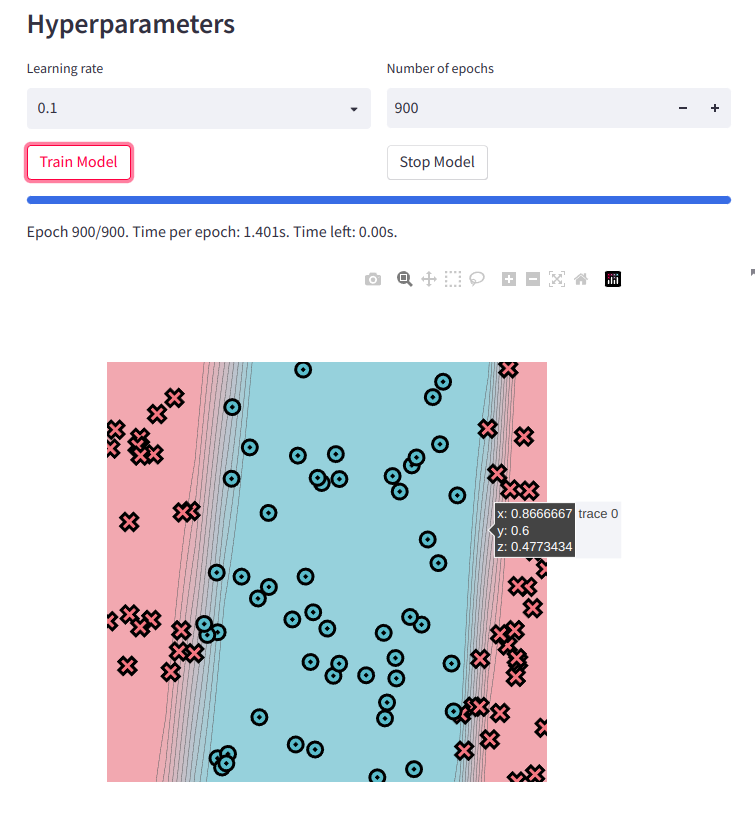 Hyperparameters
Learning rate
Number of epochs
0.1
900
Train Model
Stop Model
Epoch 900/900. Time per epoch: 1.401s. Time left: 0.00s.
x: 0.8666667 trace 0
y: 0.6
z: 0.4773434